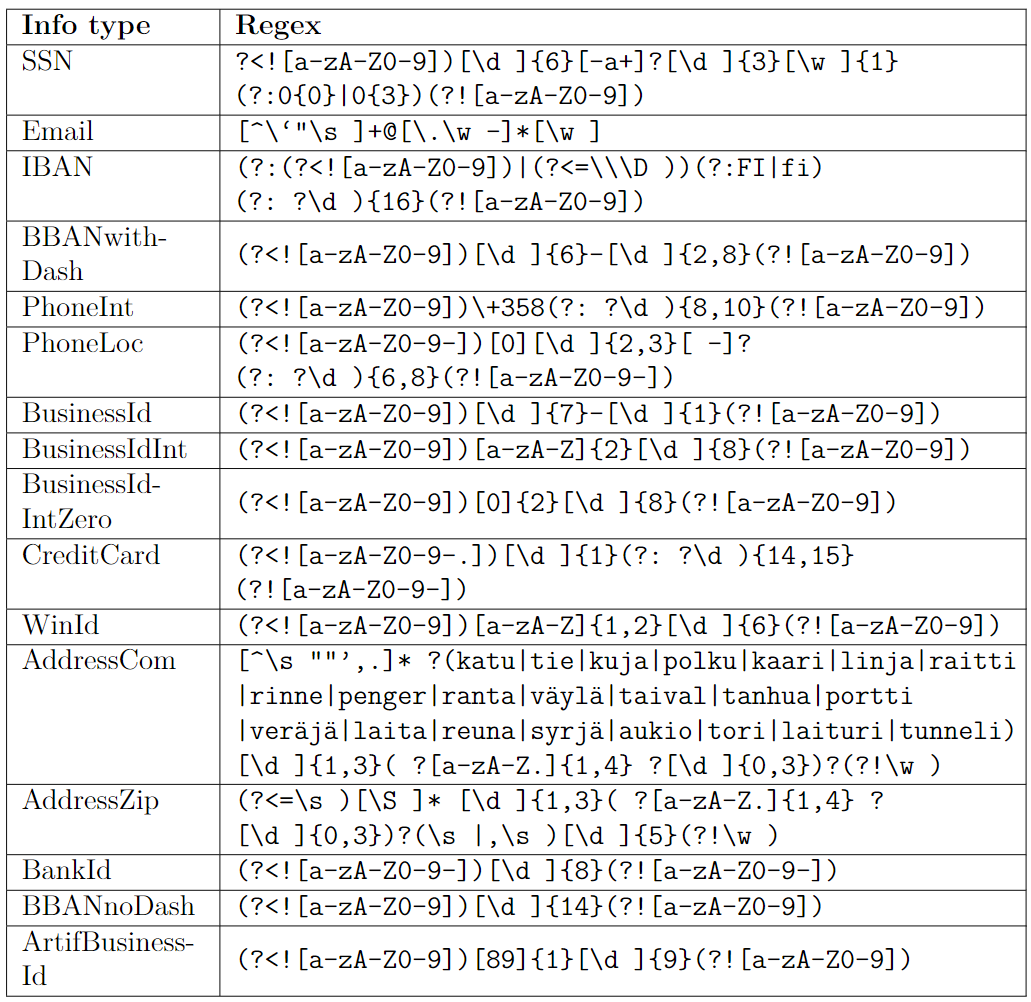 Info type Regex
SSN ?<![a-zA-Z0-9])[\d ]{6}[-a+]?[\d ]{3}[\w ]{1}
(?:0{0}|0{3})(?![a-zA-Z0-9])
Email [^\‘"\s ]+@[\.\w -]*[\w ]
IBAN (?:(?<![a-zA-Z0-9])|(?<=\\\D ))(?:FI|fi)
(?: ?\d ){16}(?![a-zA-Z0-9])
BBANwith-
Dash
(?<![a-zA-Z0-9])[\d ]{6}-[\d ]{2,8}(?![a-zA-Z0-9])
PhoneInt (?<![a-zA-Z0-9])\+358(?: ?\d ){8,10}(?![a-zA-Z0-9])
PhoneLoc (?<![a-zA-Z0-9-])[0][\d ]{2,3}[ -]?
(?: ?\d ){6,8}(?![a-zA-Z0-9-])
BusinessId (?<![a-zA-Z0-9])[\d ]{7}-[\d ]{1}(?![a-zA-Z0-9])
BusinessIdInt (?<![a-zA-Z0-9])[a-zA-Z]{2}[\d ]{8}(?![a-zA-Z0-9])
BusinessId-
IntZero
(?<![a-zA-Z0-9])[0]{2}[\d ]{8}(?![a-zA-Z0-9])
CreditCard (?<![a-zA-Z0-9-.])[\d ]{1}(?: ?\d ){14,15}
(?![a-zA-Z0-9-])
WinId (?<![a-zA-Z0-9])[a-zA-Z]{1,2}[\d ]{6}(?![a-zA-Z0-9])
AddressCom [^\s ""’,.]* ?(katu|tie|kuja|polku|kaari|linja|raitti
|rinne|penger|ranta|väylä|taival|tanhua|portti
|veräjä|laita|reuna|syrjä|aukio|tori|laituri|tunneli)
[\d ]{1,3}( ?[a-zA-Z.]{1,4} ?[\d ]{0,3})?(?!\w )
AddressZip (?<=\s )[\S ]* [\d ]{1,3}( ?[a-zA-Z.]{1,4} ?
[\d ]{0,3})?(\s |,\s )[\d ]{5}(?!\w )
BankId (?<![a-zA-Z0-9-])[\d ]{8}(?![a-zA-Z0-9-])
BBANnoDash (?<![a-zA-Z0-9])[\d ]{14}(?![a-zA-Z0-9])
ArtifBusiness-
Id
(?<![a-zA-Z0-9])[89]{1}[\d ]{9}(?![a-zA-Z0-9])